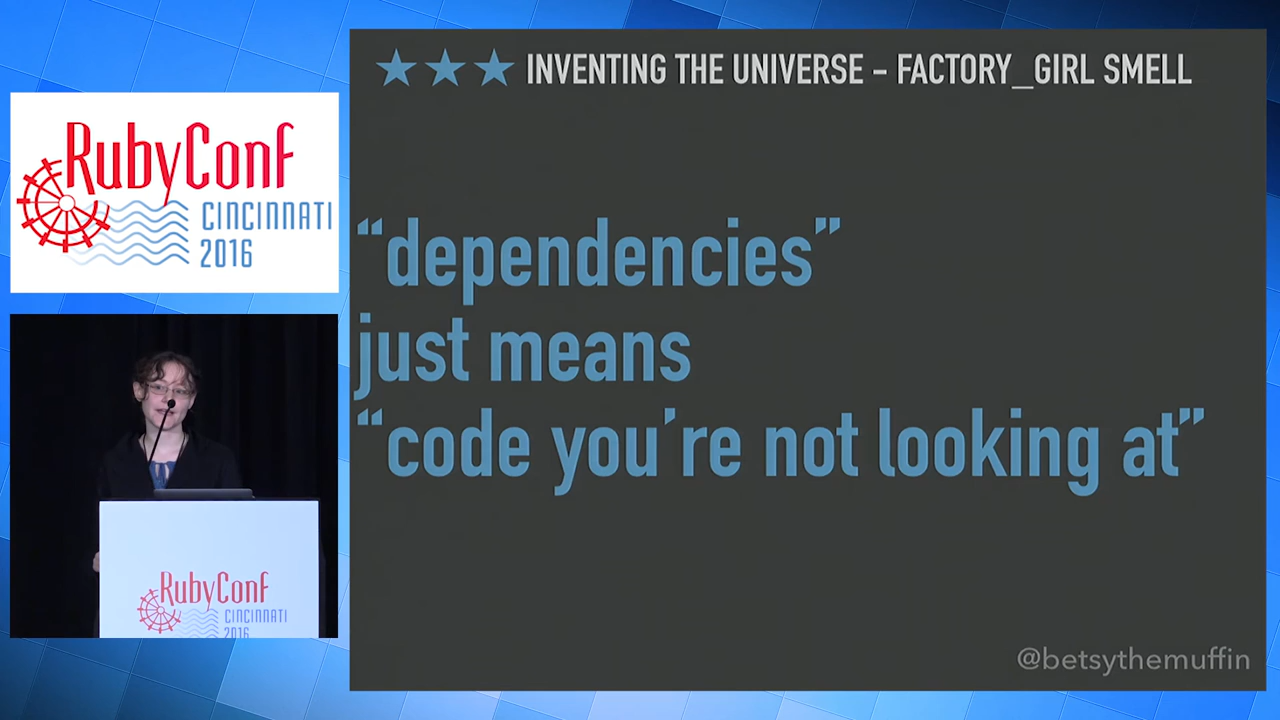 RubyConf
CINCINNATI
2016
RubyConf
CINCINNATI
2016
★★★ INVENTING THE UNIVERSE - FACTORY_GIRL SMELL
“dependencies”
just means
“code you’re not looking at”
@betsythemuffin